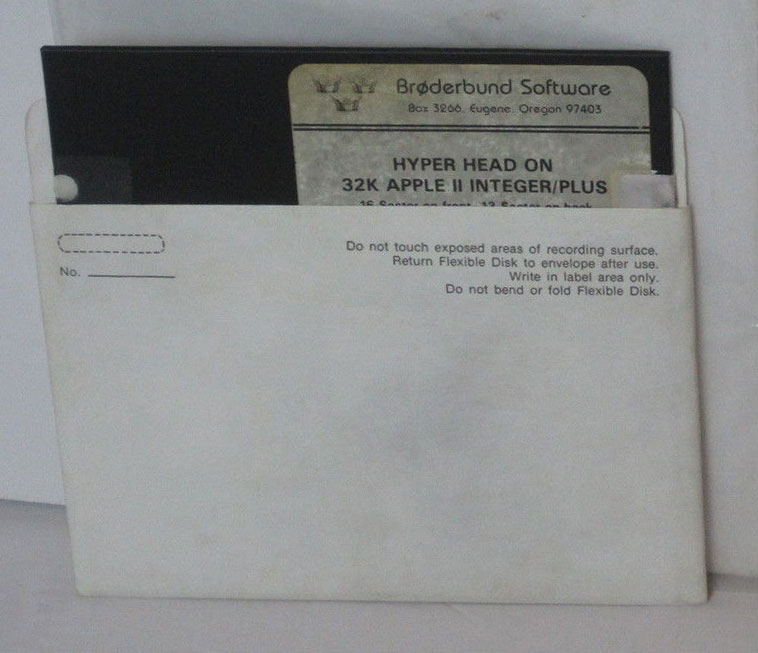 Brøderbund Software
Box 3266, Eugene, Oregon 97403
HYPER HEAD ON
32K APPLE II INTEGER/PLUS
16 Sector on front, 13 Sector on back
Do not touch exposed areas of recording surface.
Return Flexible Disk to envelope after use.
Write in label area only.
Do not bend or fold Flexible Disk.
No.